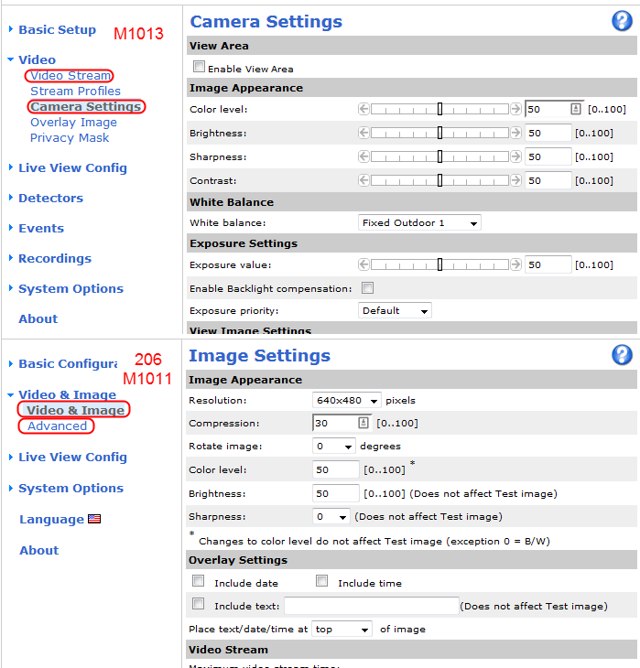 Basic Setup
M1013
Video
Video Stream
Stream Profiles
Camera Settings
Overlay Image
Privacy Mask
Live View Config
Detectors
Events
Recordings
System Options
About
Camera Settings
?
View Area
Enable View Area
Image Appearance
Color level: 50 [0..100]
Brightness: 50 [0..100]
Sharpness: 50 [0..100]
Contrast: 50 [0..100]
White Balance
White balance: Fixed Outdoor 1
Exposure Settings
Exposure value: 50 [0..100]
Enable Backlight compensation:
Exposure priority: Default
View Image Settings
Basic Configura
206
M1011
Video & Image
Video & Image
Advanced
Live View Config
System Options
Language
About
Image Settings
?
Image Appearance
Resolution: 640x480 pixels
Compression: 30 [0..100]
Rotate image: 0 degrees
Color level: 50 [0..100] *
Brightness: 50 [0..100] (Does not affect Test image)
Sharpness: 0 (Does not affect Test image)
* Changes to color level do not affect Test image (exception 0 = B/W)
Overlay Settings
Include date Include time
Include text: (Does not affect Test image)
Place text/date/time at top of image
Video Stream
Maximum video stream time: